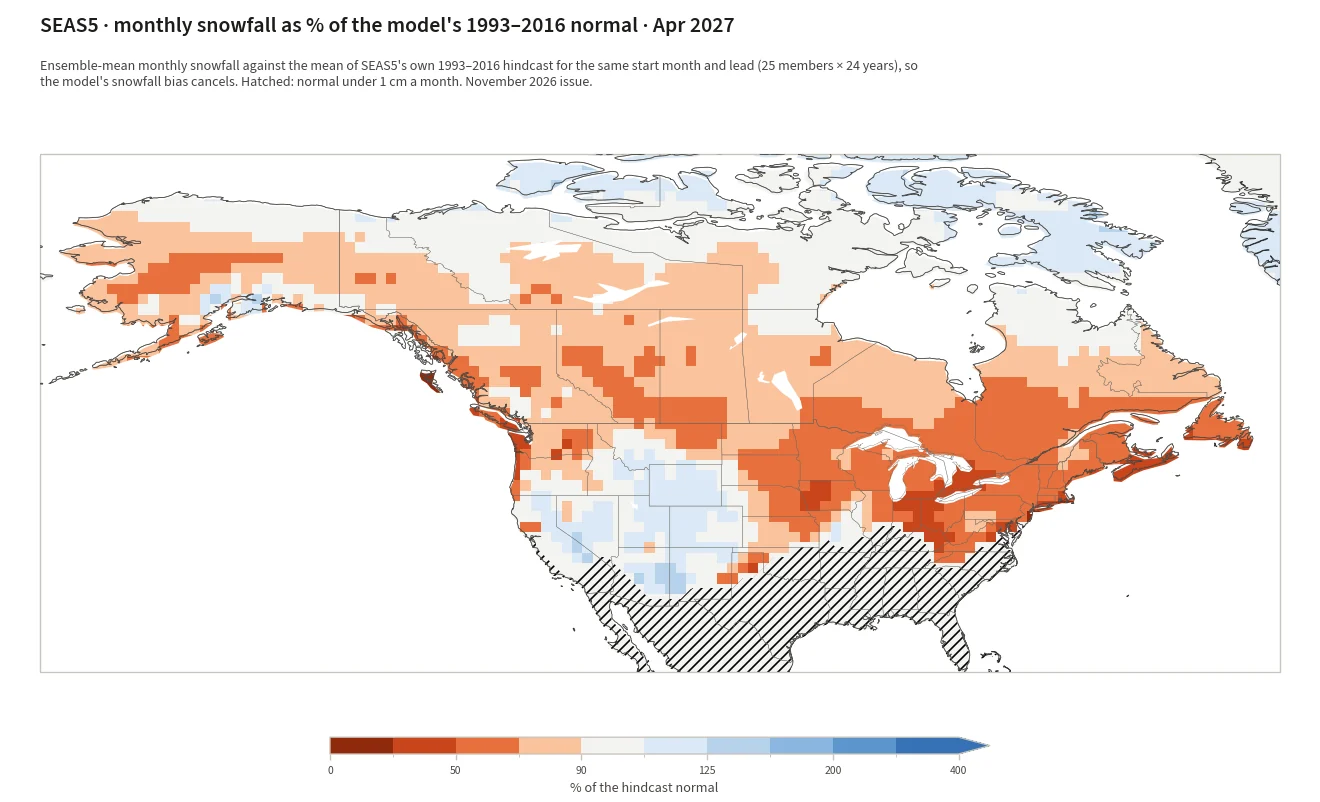 SEAS5 · monthly snowfall as % of the model's 1993–2016 normal · Apr 2027
Ensemble-mean monthly snowfall against the mean of SEAS5's own 1993–2016 hindcast for the same start month and lead (25 members × 24 years), so
the model's snowfall bias cancels. Hatched: normal under 1 cm a month. November 2026 issue.
0 50 90 125 200 400
% of the hindcast normal